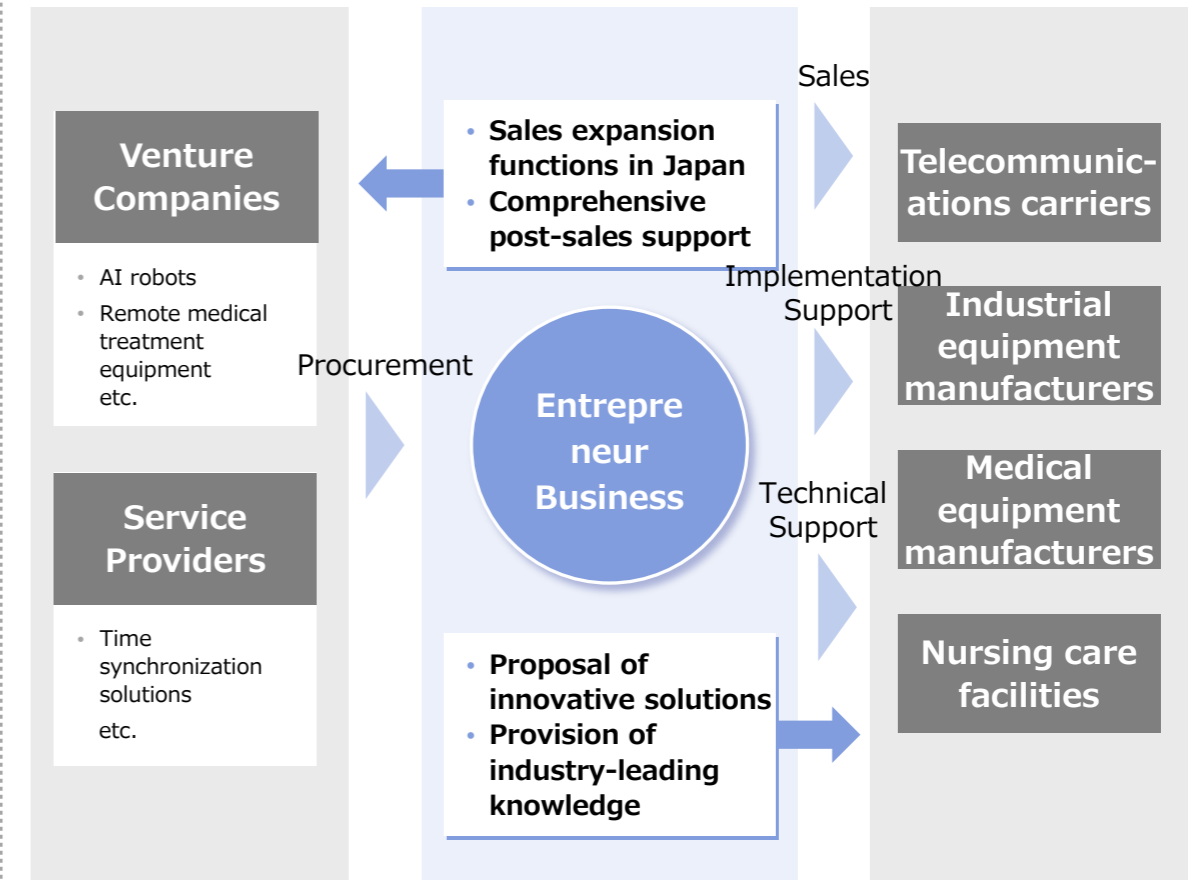 Venture
Companies
• AI robots
• Remote medical
treatment
equipment
etc.
Service
Providers
• Time
synchronization
solutions
etc.
Procurement
• Sales expansion
functions in Japan
• Comprehensive
post-sales support
Entrepre
neur
Business
• Proposal of
innovative solutions
• Provision of
industry-leading
knowledge
Sales
Implementation
Support
Technical
Support
Telecommunic-
ations carriers
Industrial
equipment
manufacturers
Medical
equipment
manufacturers
Nursing care
facilities